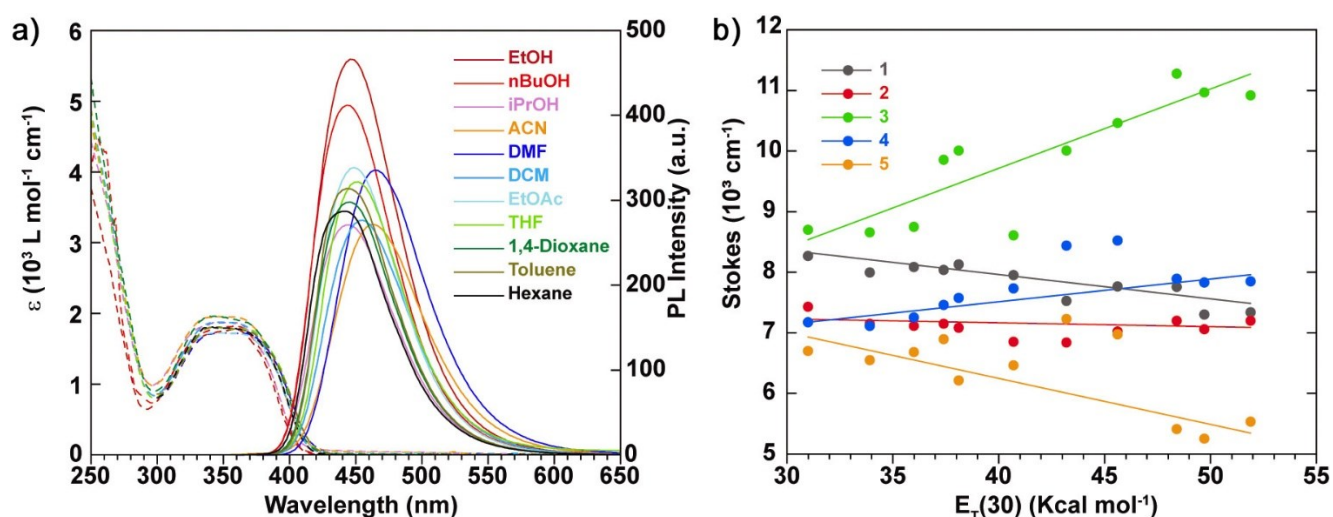 a)
ε (10³ L mol⁻¹ cm⁻¹)
6
5
4
3
2
1
0
EtOH
nBuOH
iPrOH
ACN
DMF
DCM
EtOAc
THF
1,4-Dioxane
Toluene
Hexane
500
400
300
200
100
0
PL Intensity (a.u.)
250 300 350 400 450 500 550 600 650
Wavelength (nm)
b)
Stokes (10³ cm⁻¹)
12
11
10
9
8
7
6
5
1
2
3
4
5
30 35 40 45 50 55
E_T(30) (Kcal mol⁻¹)